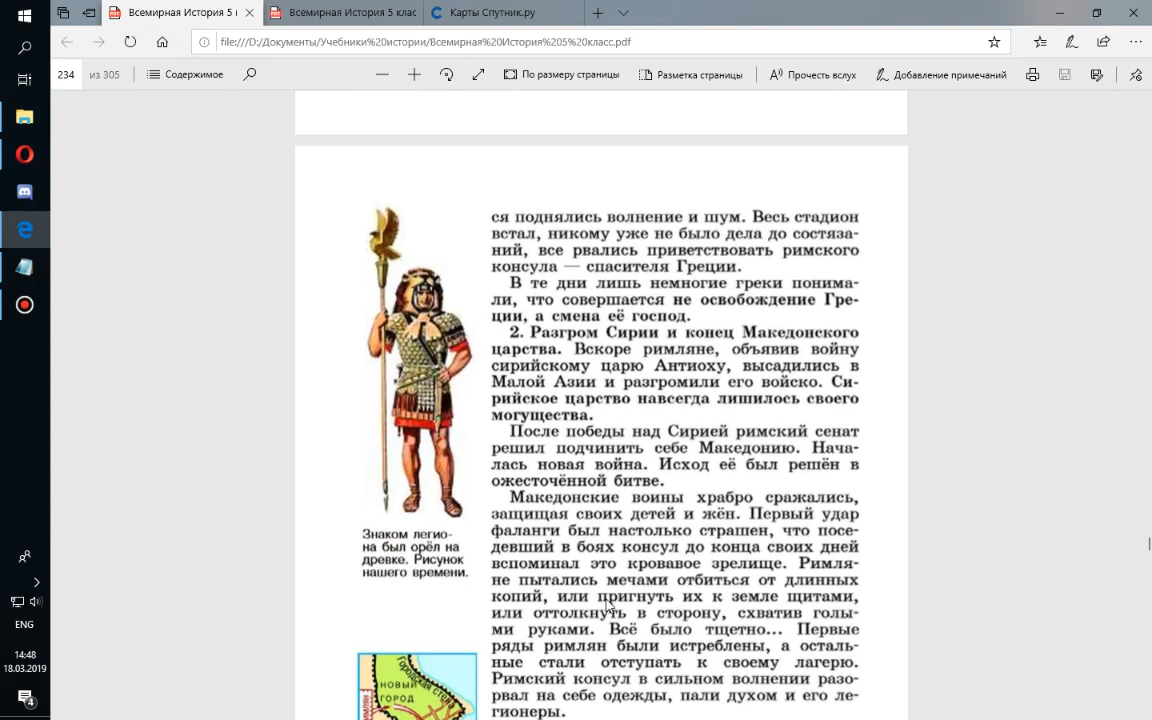 Всемирная История 5 к
Всемирная История 5 клас
Карты Спутник.ру
file:///D:/Документы/Учебники%20истории/Всемирная%20История%205%20класс.pdf
234 из 305
Содержимое
По размеру страницы
Разметка страницы
Прочесть вслух
Добавление примечаний
ся поднялись волнение и шум. Весь стадион
встал, никому уже не было дела до состяза-
ний, все рвались приветствовать римского
консула — спасителя Греции.
В те дни лишь немногие греки понима-
ли, что совершается не освобождение Гре-
ции, а смена её господ.
2. Разгром Сирии и конец Македонского
царства. Вскоре римляне, объявив войну
сирийскому царю Антиоху, высадились в
Малой Азии и разгромили его войско. Си-
рийское царство навсегда лишилось своего
могущества.
После победы над Сирией римский сенат
решил подчинить себе Македонию. Нача-
лась новая война. Исход её был решён в
ожесточённой битве.
Македонские воины храбро сражались,
защищая своих детей и жён. Первый удар
фаланги был настолько страшен, что посе-
девший в боях консул до конца своих дней
вспоминал это кровавое зрелище. Римля-
не пытались мечами отбиться от длинных
копий, или пригнуть их к земле щитами,
или оттолкнуть в сторону, схватив голы-
ми руками. Всё было тщетно... Первые
ряды римлян были истреблены, а осталь-
ные стали отступать к своему лагерю.
Римский консул в сильном волнении разо-
рвал на себе одежды, пали духом и его ле-
гионеры.
Знаком легио-
на был орёл на
древке. Рисунок
нашего времени.
Городская стена
НОВЫЙ
ГОРОД
ENG
14:48
18.03.2019
4